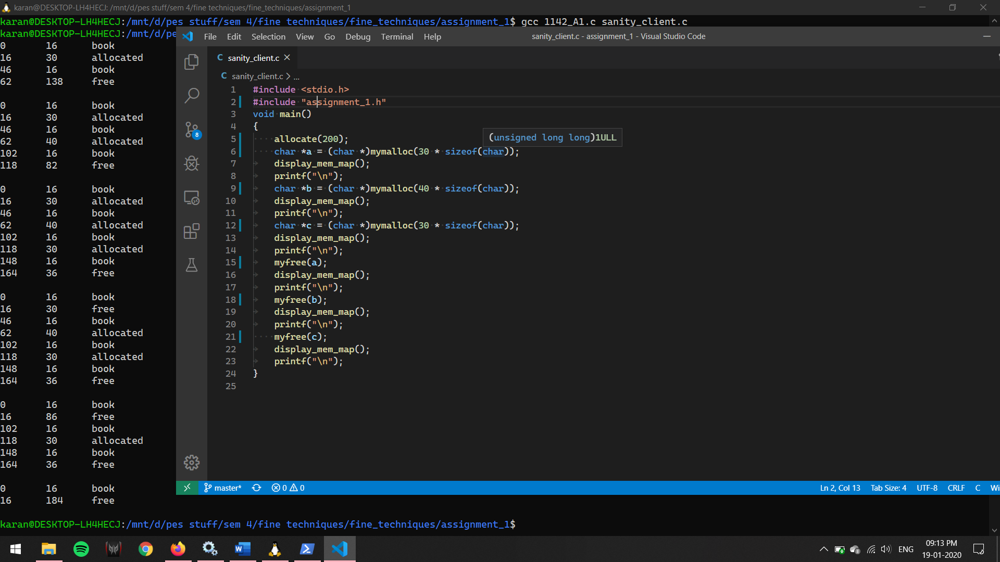 karan@DESKTOP-LH4HECJ: /mnt/d/pes stuff/sem 4/fine techniques/fine_techniques/assignment_1
karan@DESKTOP-LH4HECJ:/mnt/d/pes stuff/sem 4/fine techniques/fine_techniques/assignment_1$ gcc 1142_A1.c sanity_client.c
karan@DESKTOP-LH4HECJ:/mnt/d/pe
0 16 book
16 30 allocated
46 16 book
62 138 free
0 16 book
16 30 allocated
46 16 book
62 40 allocated
102 16 book
118 82 free
0 16 book
16 30 allocated
46 16 book
62 40 allocated
102 16 book
118 30 allocated
148 16 book
164 36 free
0 16 book
16 30 free
46 16 book
62 40 allocated
102 16 book
118 30 allocated
148 16 book
164 36 free
0 16 book
16 86 free
102 16 book
118 30 allocated
148 16 book
164 36 free
0 16 book
16 184 free
karan@DESKTOP-LH4HECJ:/mnt/d/pes stuff/sem 4/fine techniques/fine_techniques/assignment_1$
File Edit Selection View Go Debug Terminal Help
sanity_client.c - assignment_1 - Visual Studio Code
C sanity_client.c
C sanity_client.c > ...
8
1 #include <stdio.h>
2 #include "assignment_1.h"
3 void main()
4 {
(unsigned long long)1ULL
5 allocate(200);
6 char *a = (char *)mymalloc(30 * sizeof(char));
7 display_mem_map();
8 printf("\n");
9 char *b = (char *)mymalloc(40 * sizeof(char));
10 display_mem_map();
11 printf("\n");
12 char *c = (char *)mymalloc(30 * sizeof(char));
13 display_mem_map();
14 printf("\n");
15 myfree(a);
16 display_mem_map();
17 printf("\n");
18 myfree(b);
19 display_mem_map();
20 printf("\n");
21 myfree(c);
22 display_mem_map();
23 printf("\n");
24 }
25
master* 0 0 Ln 2, Col 13 Tab Size: 4 UTF-8 CRLF C Wi
W
ENG
09:13 PM
19-01-2020